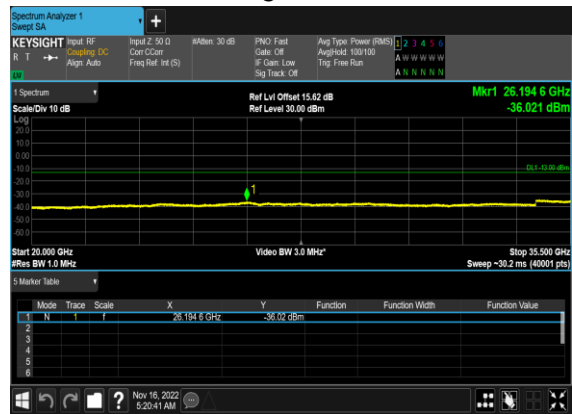 Spectrum Analyzer 1
Swept SA
+
KEYSIGHT Input: RF Input Z: 50 Ω #Atten: 30 dB PNO: Fast Avg Type: Power (RMS) 1 2 3 4 5 6
R T Coupling: DC Corr CCorr Gate: Off Avg|Hold: 100/100 A W W W W W
Align: Auto Freq Ref: Int (S) IF Gain: Low Trig: Free Run
Sig Track: Off A N N N N N
1 Spectrum Ref Lvl Offset 15.62 dB Mkr1 26.194 6 GHz
Scale/Div 10 dB Ref Level 30.00 dBm -36.021 dBm
Log
20.0
10.0
0.00
-10.0
DL1 -13.00 dBm
-20.0
-30.0
1
-40.0
-50.0
-60.0
Start 20.000 GHz Video BW 3.0 MHz* Stop 35.500 GHz
#Res BW 1.0 MHz Sweep ~30.2 ms (40001 pts)
5 Marker Table
Mode Trace Scale X Y Function Function Width Function Value
1 N 1 f 26.194 6 GHz -36.02 dBm
2
3
4
5
6
? Nov 16, 2022
5:20:41 AM